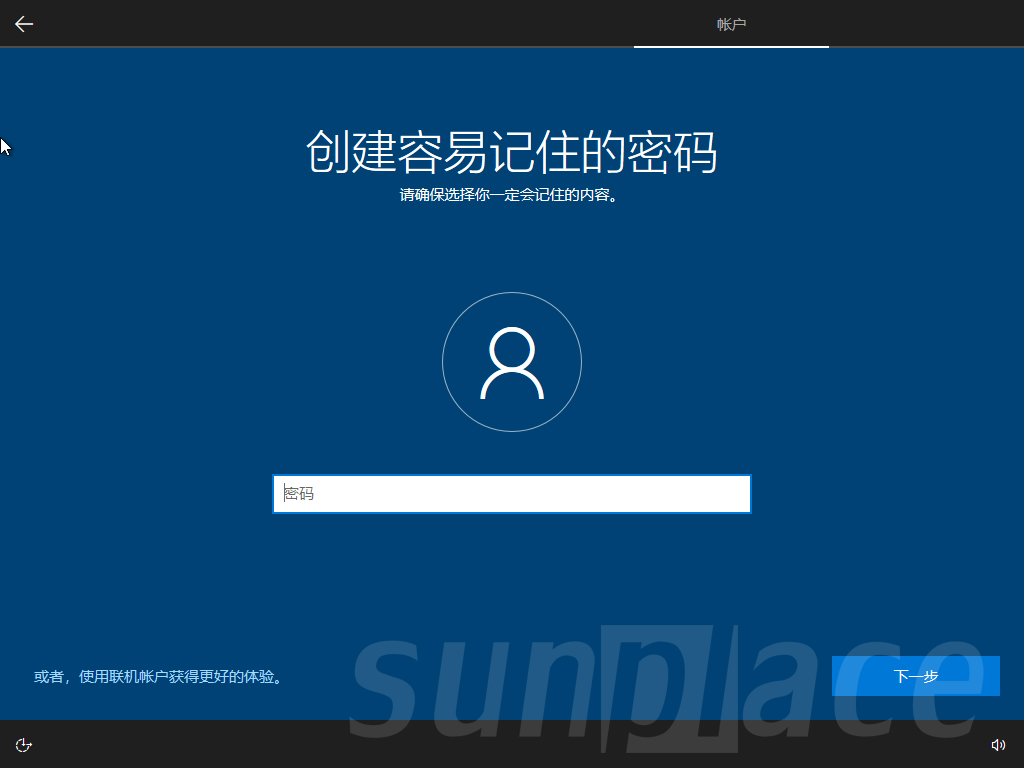 帐户
创建容易记住的密码
请确保选择你一定会记住的内容。
密码
或者，使用联机帐户获得更好的体验。
下一步
sunplace